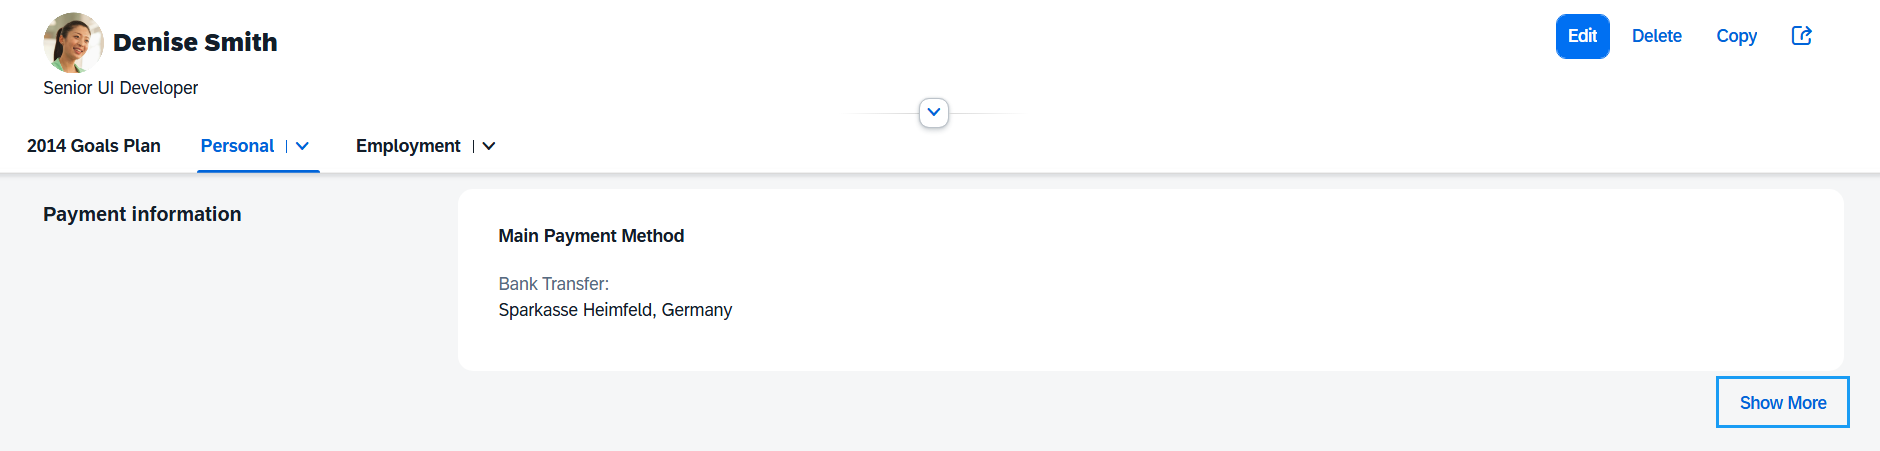 Denise Smith
Edit Delete Copy
Senior UI Developer
2014 Goals Plan Personal Employment
Payment information
Main Payment Method
Bank Transfer:
Sparkasse Heimfeld, Germany
Show More